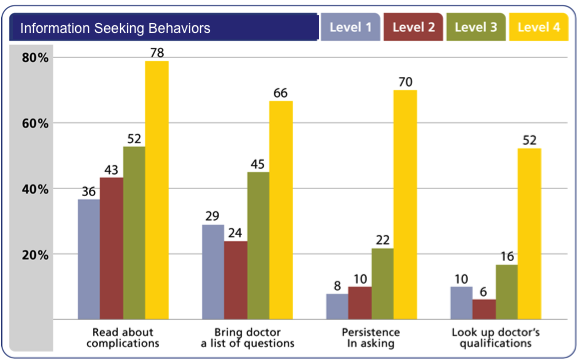 Information Seeking Behaviors
Level 1 Level 2 Level 3 Level 4
80%
60%
40%
20%
36 43 52 78
29 24 45 66
8 10 22 70
10 6 16 52
Read about
complications
Bring doctor
a list of questions
Persistence
In asking
Look up doctor's
qualifications